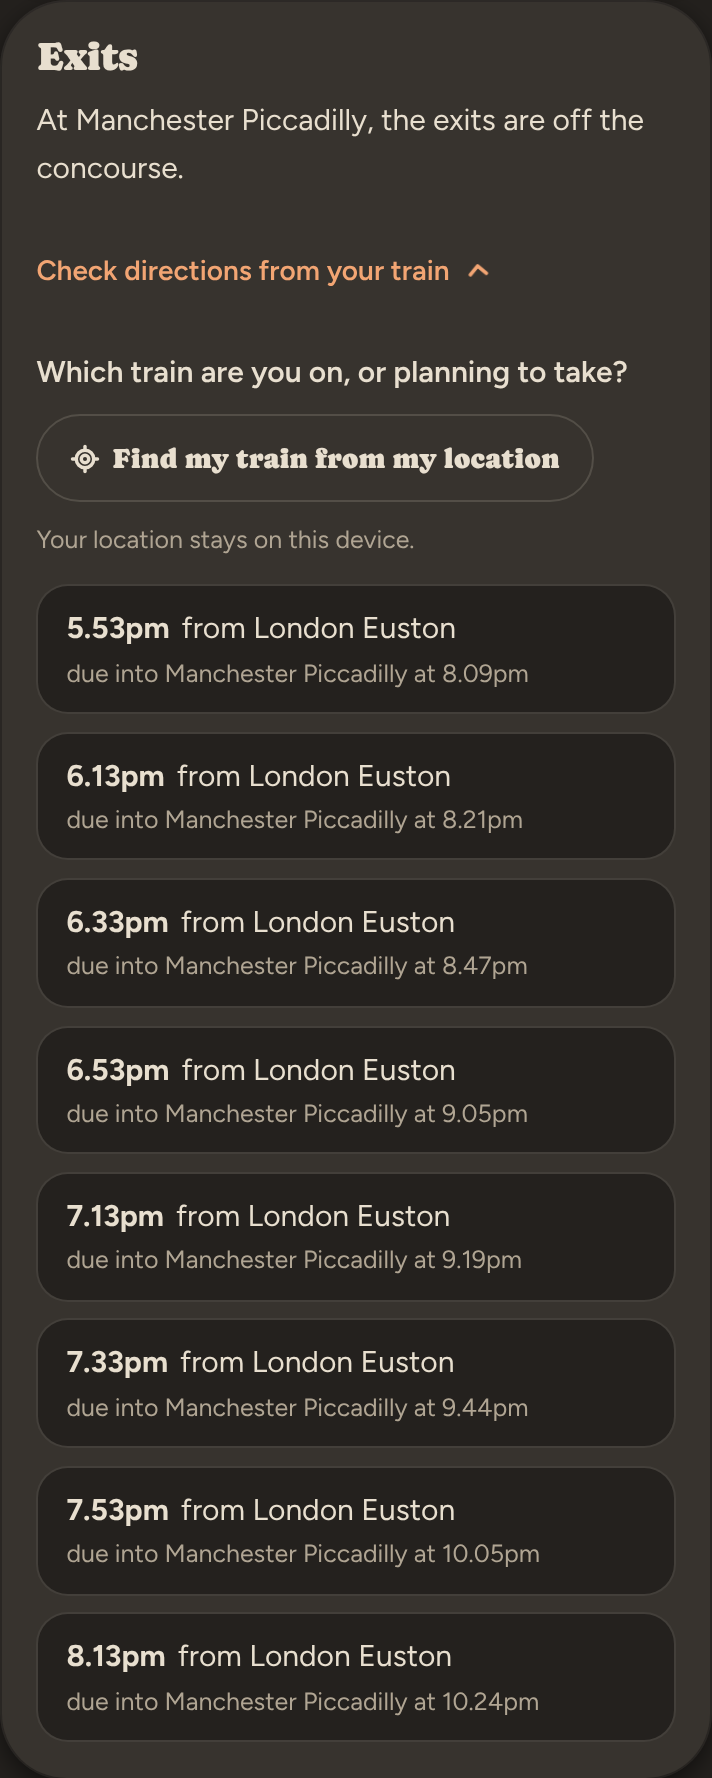 Exits
At Manchester Piccadilly, the exits are off the
concourse.
Check directions from your train
Which train are you on, or planning to take?
Find my train from my location
Your location stays on this device.
5.53pm from London Euston
due into Manchester Piccadilly at 8.09pm
6.13pm from London Euston
due into Manchester Piccadilly at 8.21pm
6.33pm from London Euston
due into Manchester Piccadilly at 8.47pm
6.53pm from London Euston
due into Manchester Piccadilly at 9.05pm
7.13pm from London Euston
due into Manchester Piccadilly at 9.19pm
7.33pm from London Euston
due into Manchester Piccadilly at 9.44pm
7.53pm from London Euston
due into Manchester Piccadilly at 10.05pm
8.13pm from London Euston
due into Manchester Piccadilly at 10.24pm